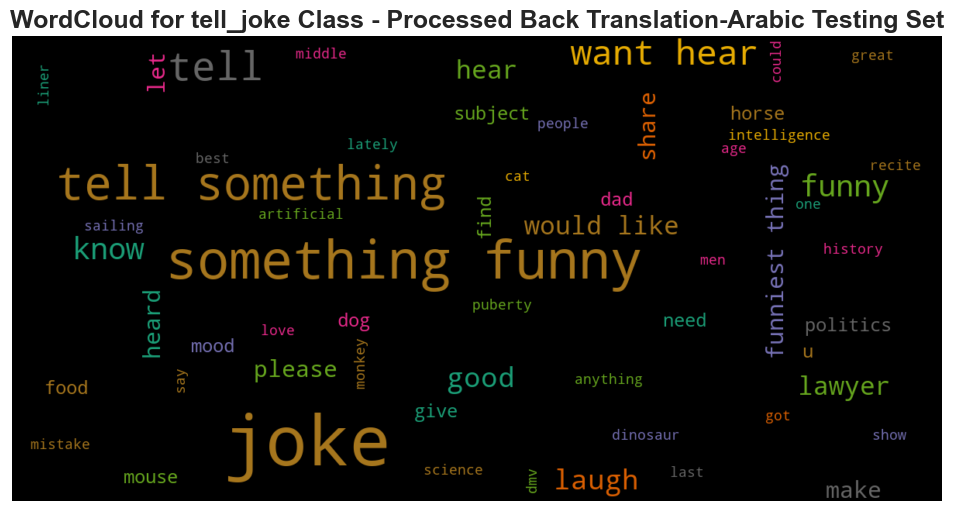 WordCloud for tell_joke Class - Processed Back Translation-Arabic Testing Set
middle
want hear
could
great
liner
let
tell
hear
subject
people
share
horse
intelligence
age
lately
best
recite
tell something
cat
funny
dad
one
artificial
find
funniest thing
sailing
would like
know
something funny
men
history
puberty
heard
dog
need
politics
love
mood
u
monkey
please
good
anything
lawyer
say
food
give
got
joke
dinosaur
show
mistake
science
last
mouse
dmv
laugh
make